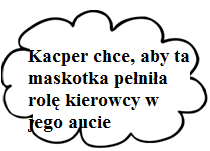 Kacper chce, aby ta
maskotka pełniła
rolę kierowcy w
jego aucie